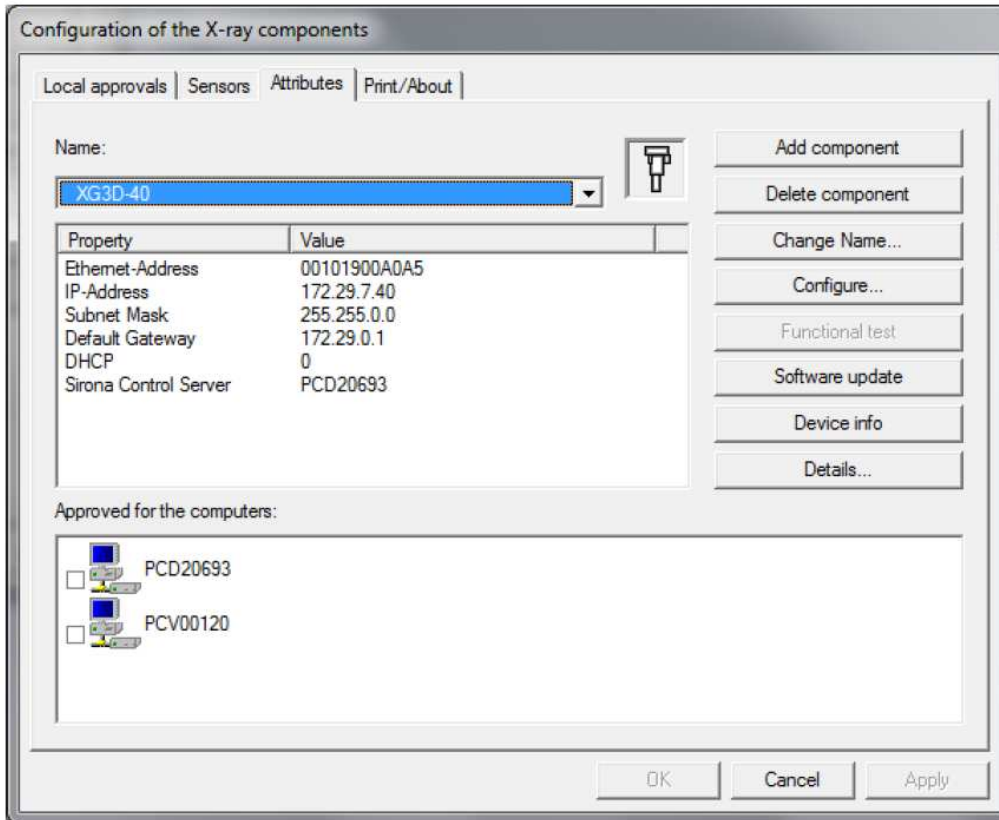 Configuration of the X-ray components
Local approvals Sensors Attributes Print/About
Name:
XG3D-40
Add component
Delete component
Change Name...
Configure...
Functional test
Software update
Device info
Details...
Property Value
Ethernet-Address 00101900A0A5
IP-Address 172.29.7.40
Subnet Mask 255.255.0.0
Default Gateway 172.29.0.1
DHCP 0
Sirona Control Server PCD20693
Approved for the computers:
PCD20693
PCV00120
OK Cancel Apply